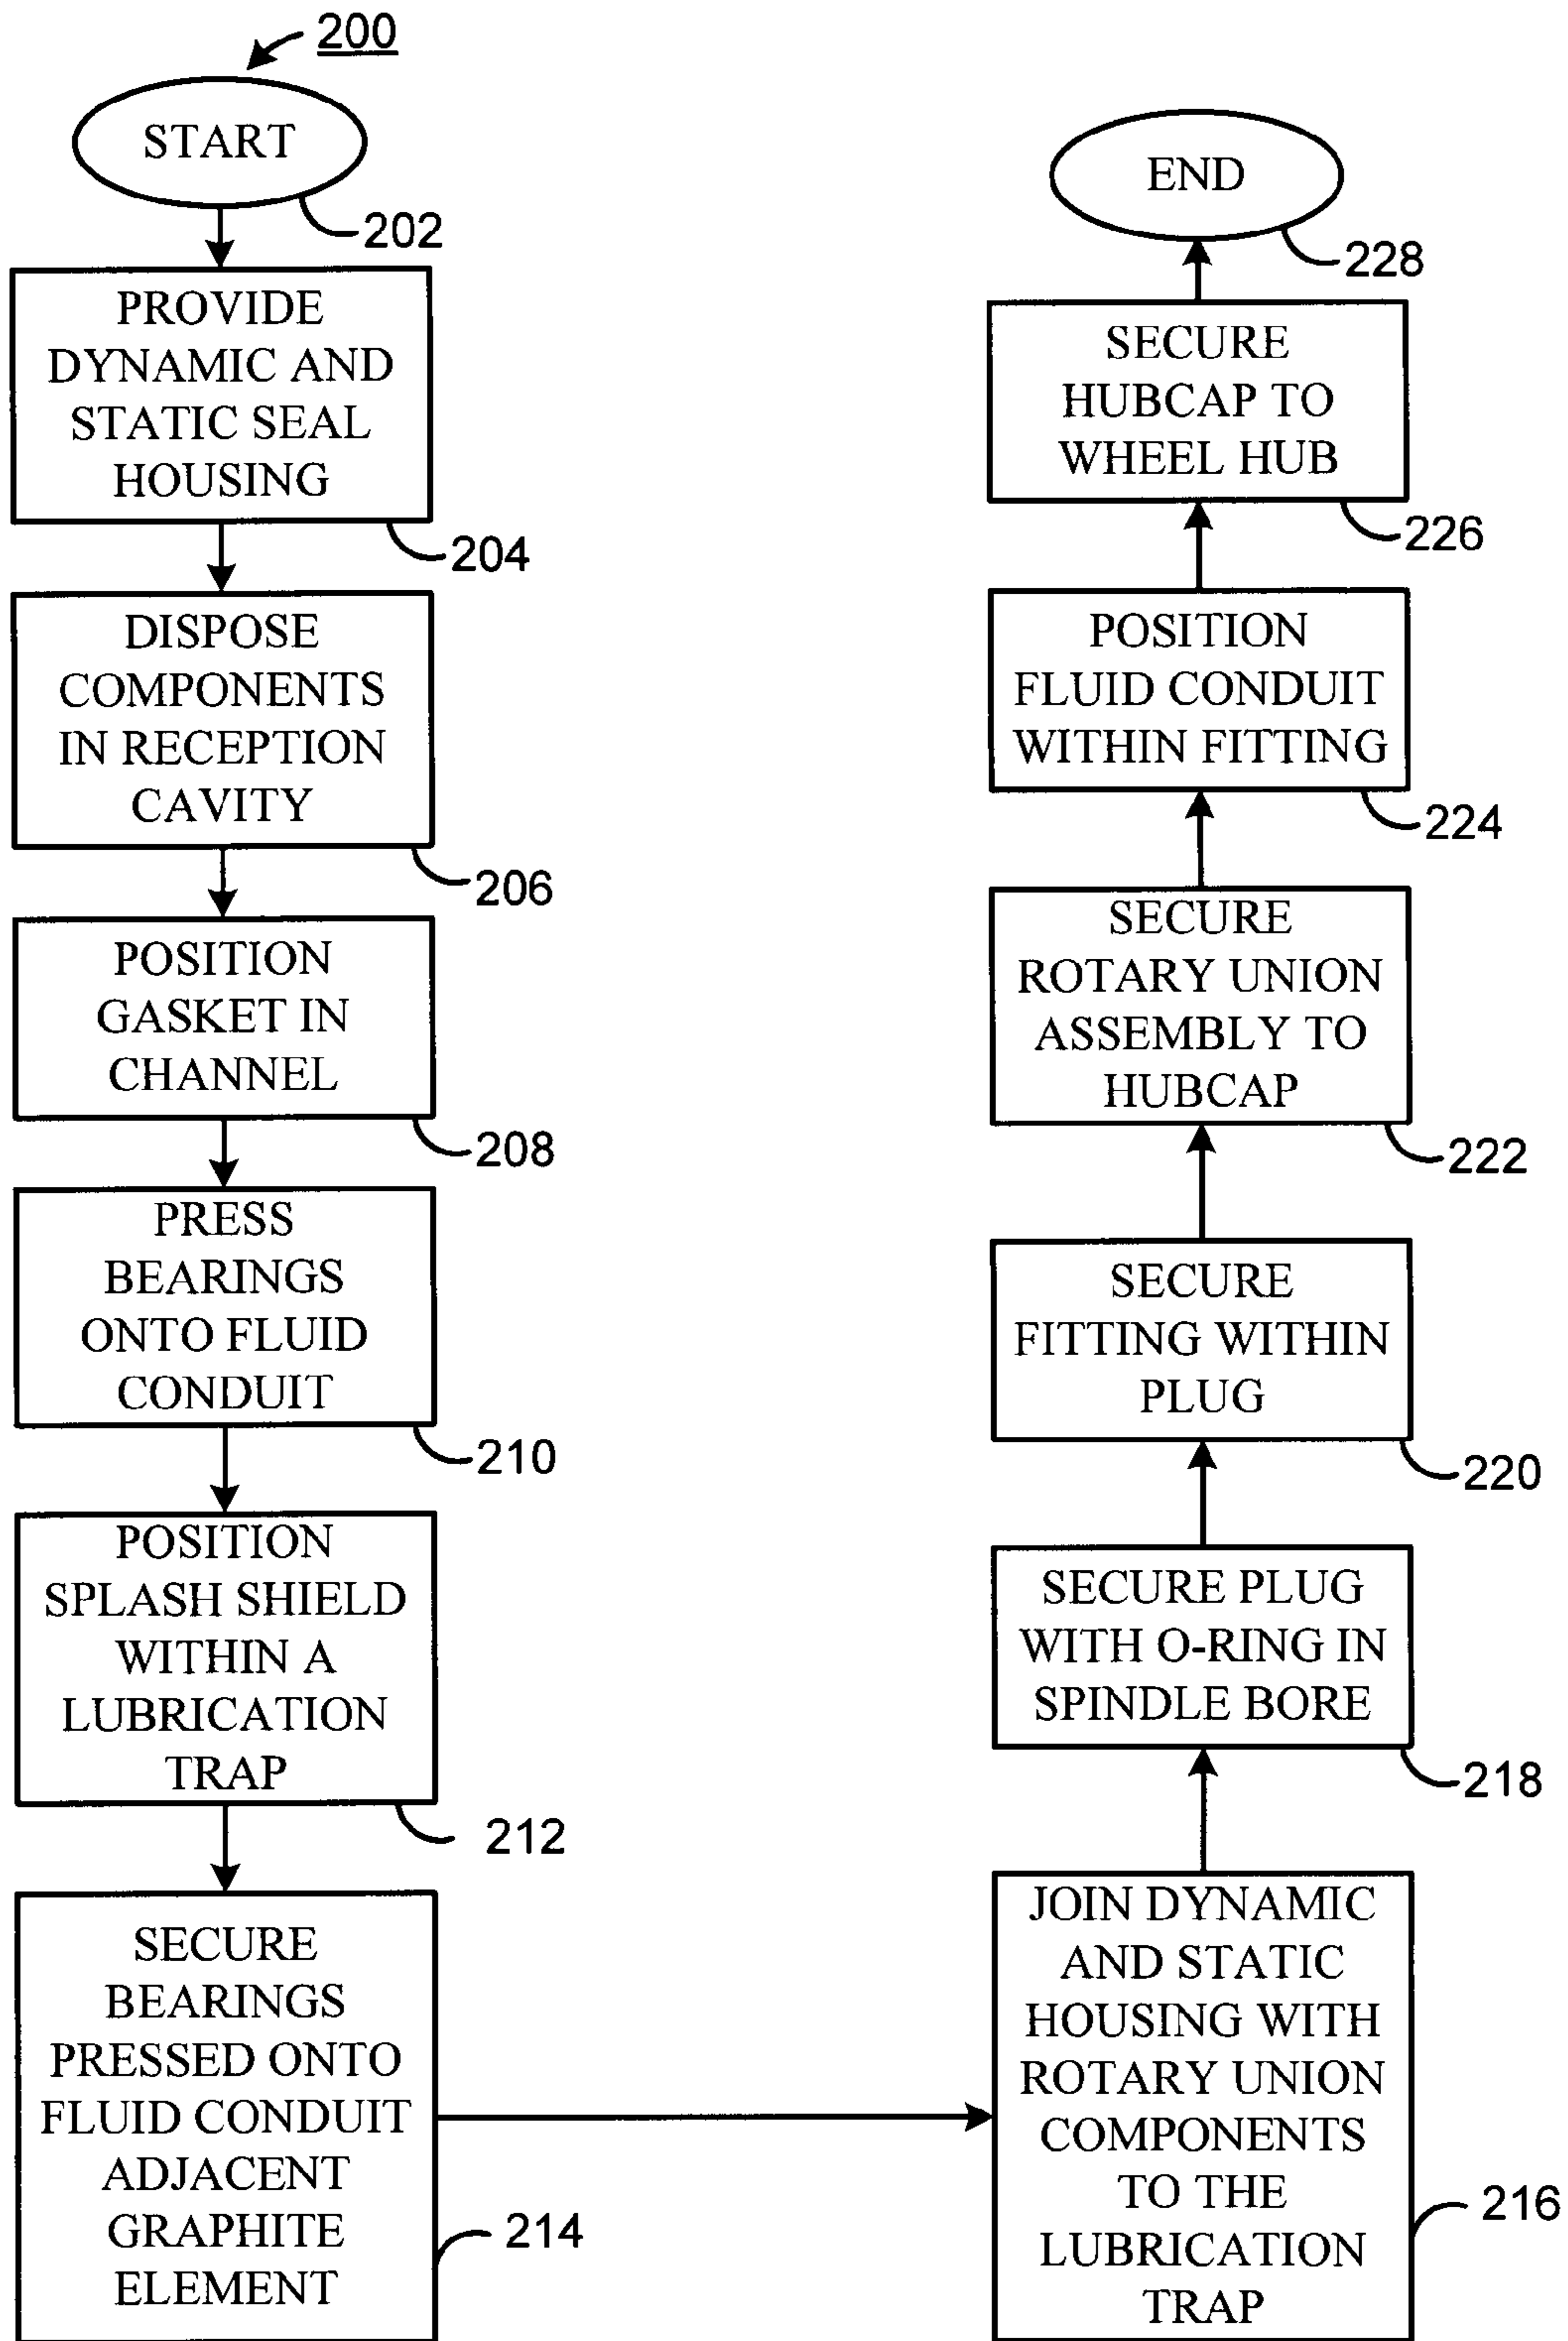 200
START
202
PROVIDE
DYNAMIC AND
STATIC SEAL
HOUSING
204
DISPOSE
COMPONENTS
IN RECEPTION
CAVITY
206
POSITION
GASKET IN
CHANNEL
208
PRESS
BEARINGS
ONTO FLUID
CONDUIT
210
POSITION
SPLASH SHIELD
WITHIN A
LUBRICATION
TRAP
212
SECURE
BEARINGS
PRESSED ONTO
FLUID CONDUIT
ADJACENT
GRAPHITE
ELEMENT
214
JOIN DYNAMIC
AND STATIC
HOUSING WITH
ROTARY UNION
COMPONENTS
TO THE
LUBRICATION
TRAP
216
SECURE PLUG
WITH O-RING IN
SPINDLE BORE
218
SECURE
FITTING WITHIN
PLUG
220
SECURE
ROTARY UNION
ASSEMBLY TO
HUBCAP
222
POSITION
FLUID CONDUIT
WITHIN FITTING
224
SECURE
HUBCAP TO
WHEEL HUB
226
END
228